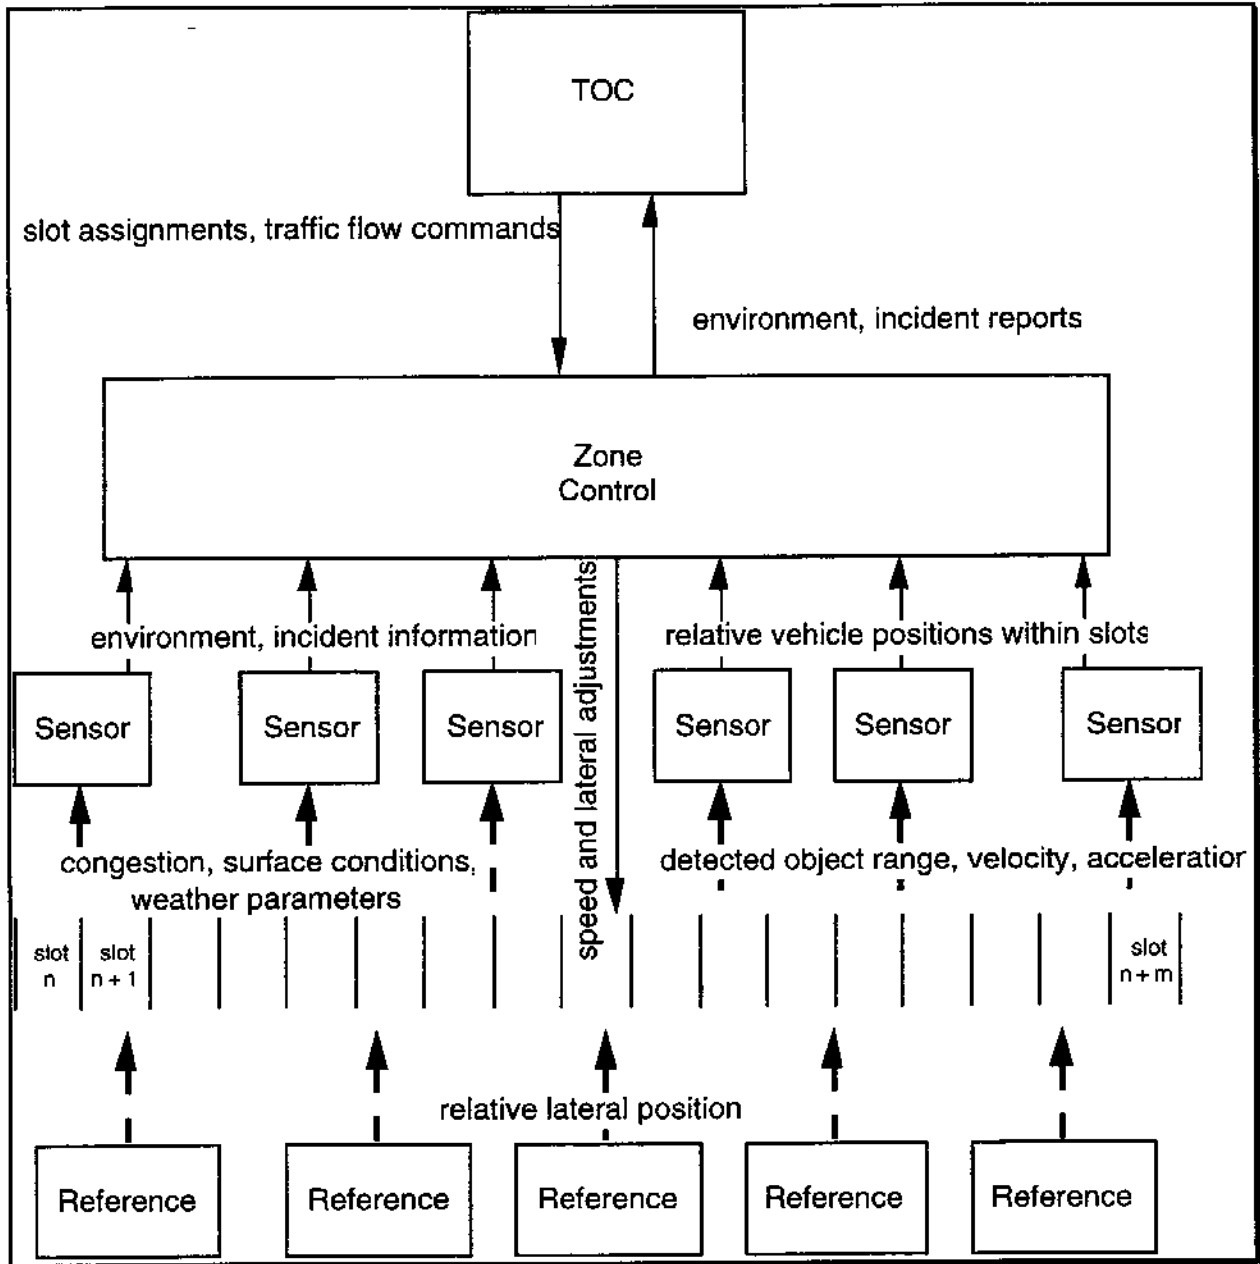 TOC
slot assignments, traffic flow commands
environment, incident reports
Zone
Control
speed and lateral adjustments
environment, incident information
relative vehicle positions within slots
Sensor
Sensor
Sensor
Sensor
Sensor
Sensor
congestion, surface conditions,
weather parameters
detected object range, velocity, acceleration
slot
n
slot
n + 1
slot
n + m
relative lateral position
Reference
Reference
Reference
Reference
Reference